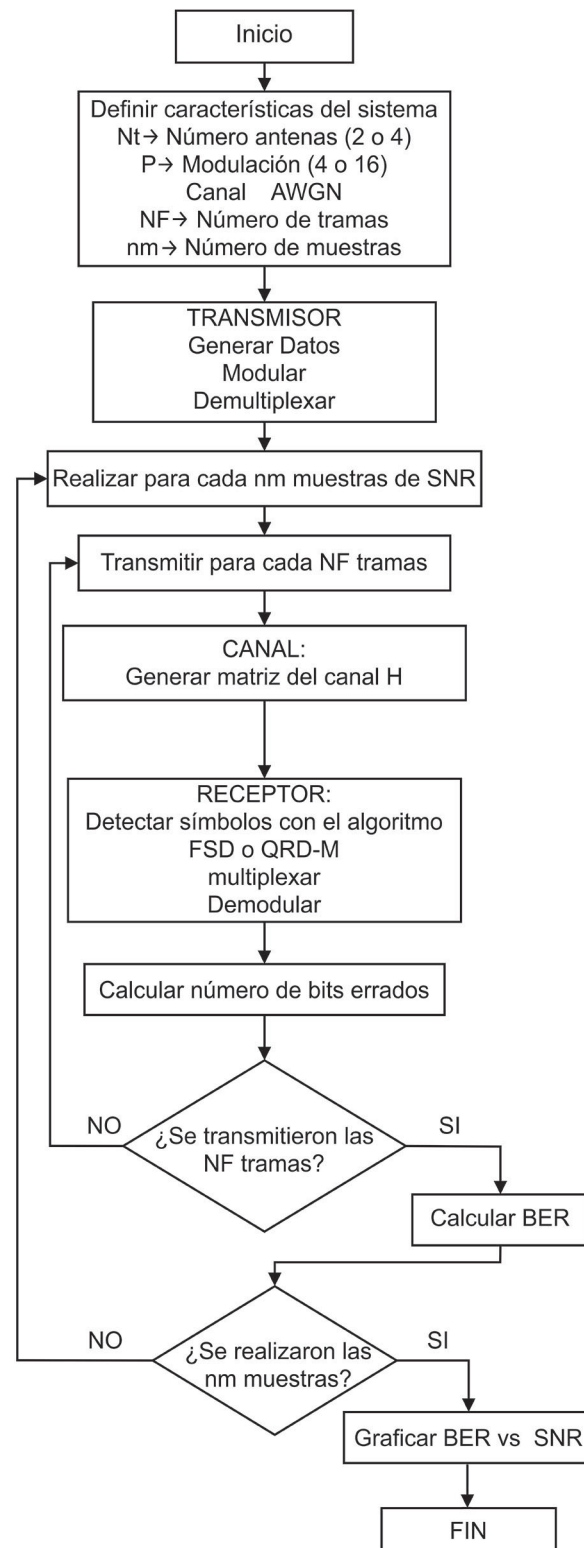 Inicio
Definir características del sistema
Nt→ Número antenas (2 o 4)
P→ Modulación (4 o 16)
Canal AWGN
NF→ Número de tramas
nm→ Número de muestras
TRANSMISOR
Generar Datos
Modular
Demultiplexar
Realizar para cada nm muestras de SNR
Transmitir para cada NF tramas
CANAL:
Generar matriz del canal H
RECEPTOR:
Detectar símbolos con el algoritmo
FSD o QRD-M
multiplexar
Demodular
Calcular número de bits errados
NO
¿Se transmitieron las
NF tramas?
SI
Calcular BER
NO
¿Se realizaron las
nm muestras?
SI
Graficar BER vs SNR
FIN